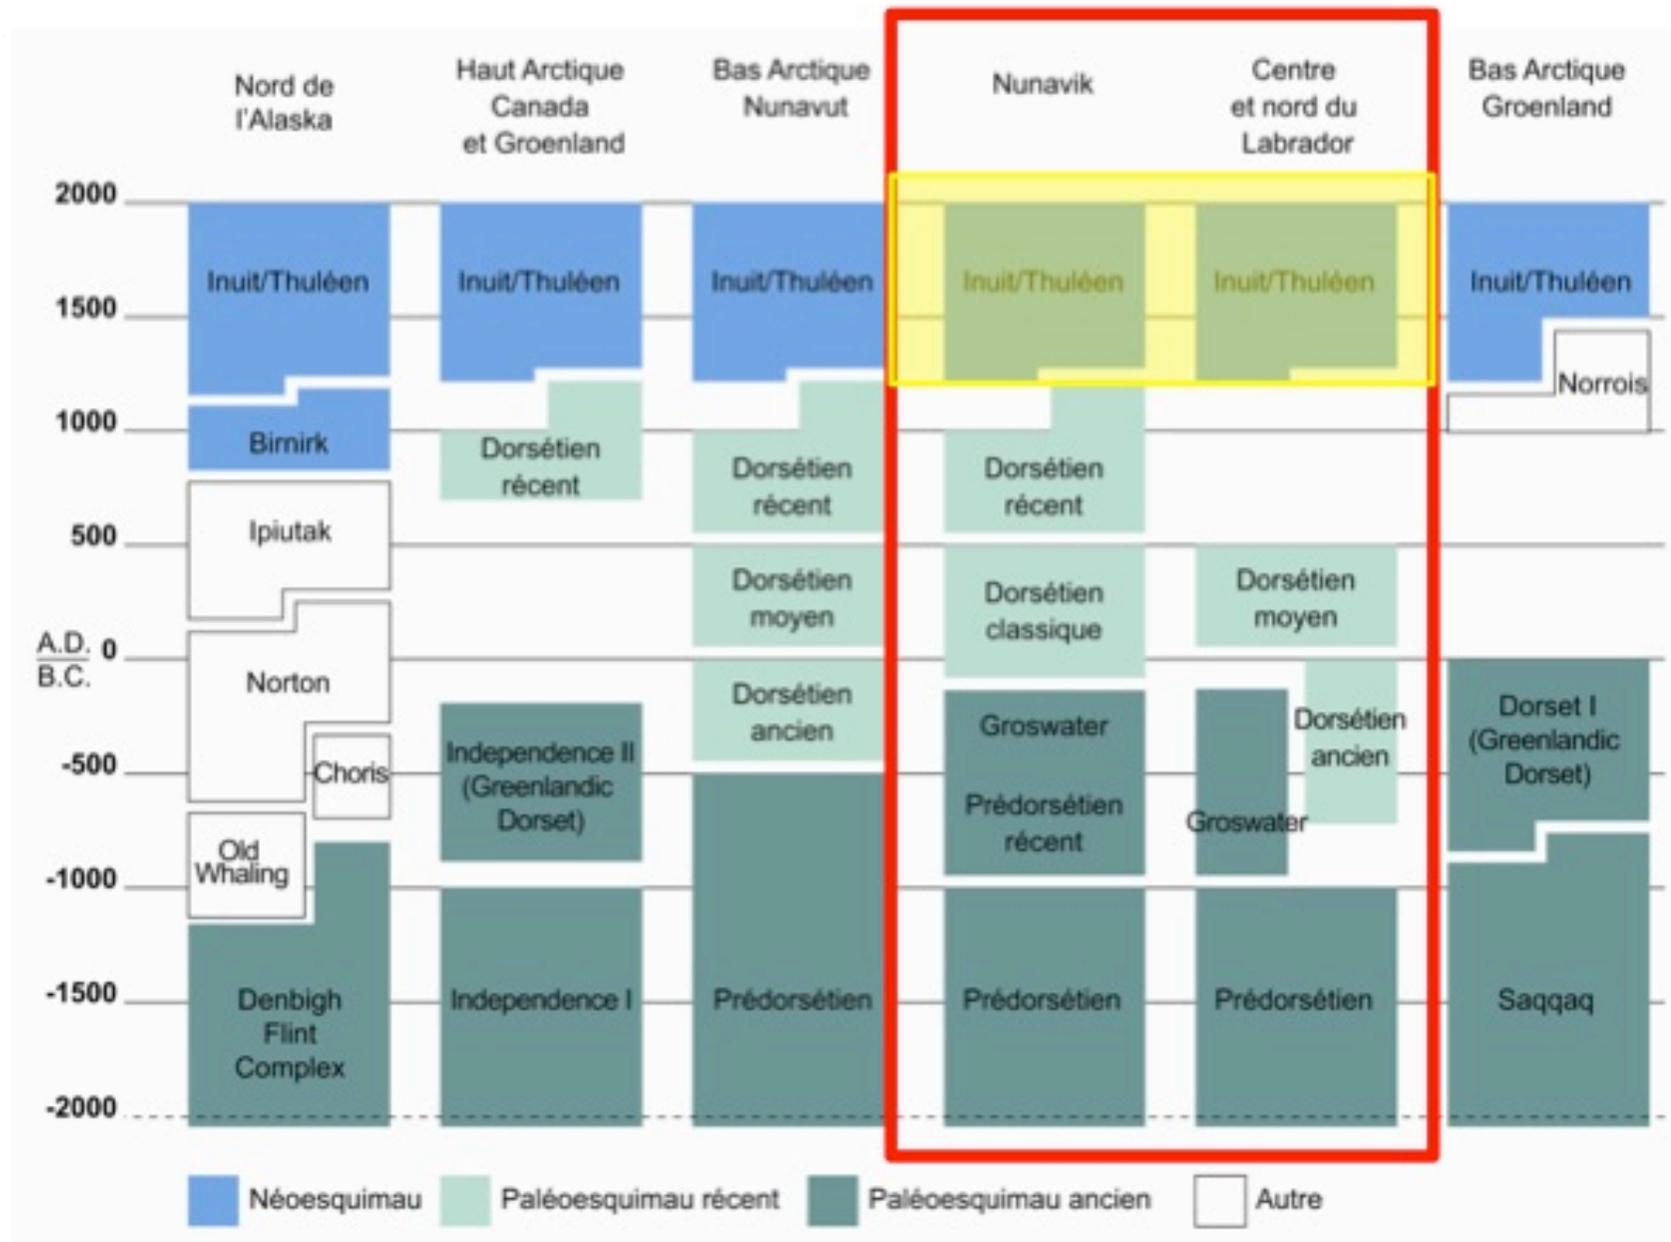 Nord de
l'Alaska
Haut Arctique
Canada
et Groenland
Bas Arctique
Nunavut
Nunavik
Centre
et nord du
Labrador
Bas Arctique
Groenland
2000
1500
1000
500
A.D. 0
B.C.
-500
-1000
-1500
-2000
Inuit/Thuléen
Birnirk
Ipiutak
Norton
Choris
Old
Whaling
Denbigh
Flint
Complex
Inuit/Thuléen
Dorsétien
récent
Independence II
(Greenlandic
Dorset)
Independence I
Inuit/Thuléen
Dorsétien
récent
Dorsétien
moyen
Dorsétien
ancien
Prédorsétien
Inuit/Thuléen
Dorsétien
récent
Dorsétien
classique
Groswater
Prédorsétien
récent
Prédorsétien
Inuit/Thuléen
Dorsétien
moyen
Dorsétien
ancien
Groswater
Prédorsétien
Inuit/Thuléen
Norrois
Dorset I
(Greenlandic
Dorset)
Saqqaq
Néoesquimau
Paléoesquimau récent
Paléoesquimau ancien
Autre